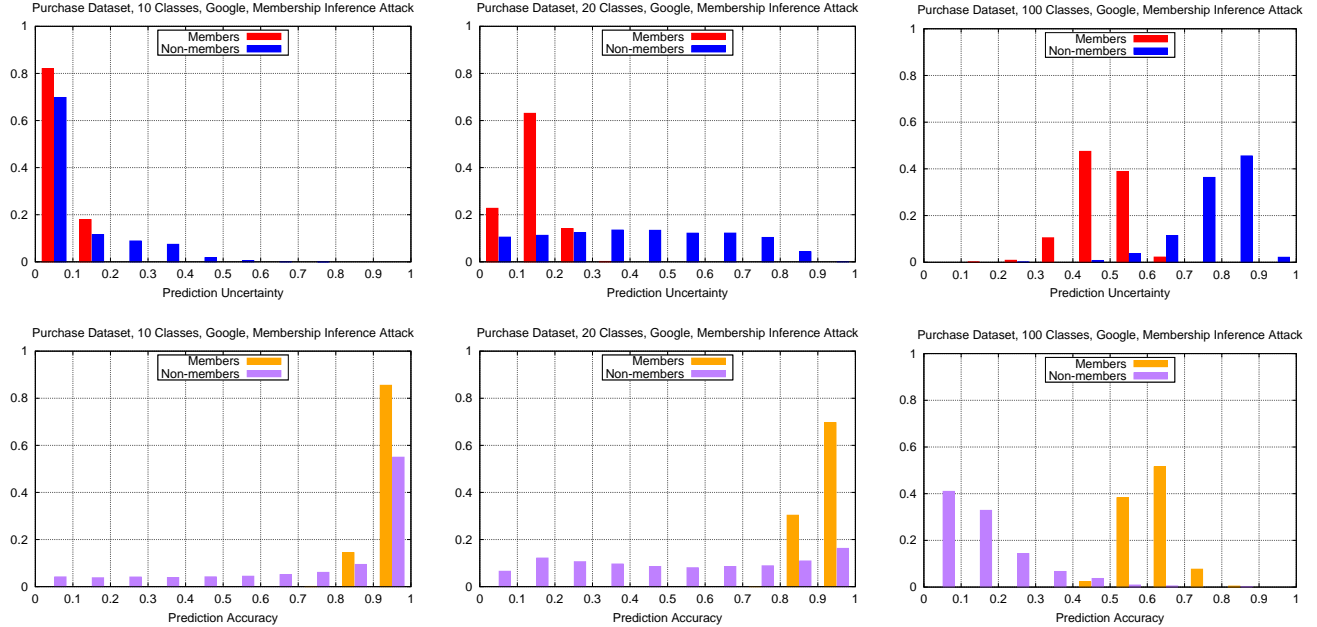 Purchase Dataset, 10 Classes, Google, Membership Inference Attack
Members
Non-members
1
0.8
0.6
0.4
0.2
0
0 0.1 0.2 0.3 0.4 0.5 0.6 0.7 0.8 0.9 1
Prediction Uncertainty
Purchase Dataset, 20 Classes, Google, Membership Inference Attack
Members
Non-members
1
0.8
0.6
0.4
0.2
0
0 0.1 0.2 0.3 0.4 0.5 0.6 0.7 0.8 0.9 1
Prediction Uncertainty
Purchase Dataset, 100 Classes, Google, Membership Inference Attack
Members
Non-members
1
0.8
0.6
0.4
0.2
0
0 0.1 0.2 0.3 0.4 0.5 0.6 0.7 0.8 0.9 1
Prediction Uncertainty
Purchase Dataset, 10 Classes, Google, Membership Inference Attack
Members
Non-members
1
0.8
0.6
0.4
0.2
0
0 0.1 0.2 0.3 0.4 0.5 0.6 0.7 0.8 0.9 1
Prediction Accuracy
Purchase Dataset, 20 Classes, Google, Membership Inference Attack
Members
Non-members
1
0.8
0.6
0.4
0.2
0
0 0.1 0.2 0.3 0.4 0.5 0.6 0.7 0.8 0.9 1
Prediction Accuracy
Purchase Dataset, 100 Classes, Google, Membership Inference Attack
Members
Non-members
1
0.8
0.6
0.4
0.2
0
0 0.1 0.2 0.3 0.4 0.5 0.6 0.7 0.8 0.9 1
Prediction Accuracy